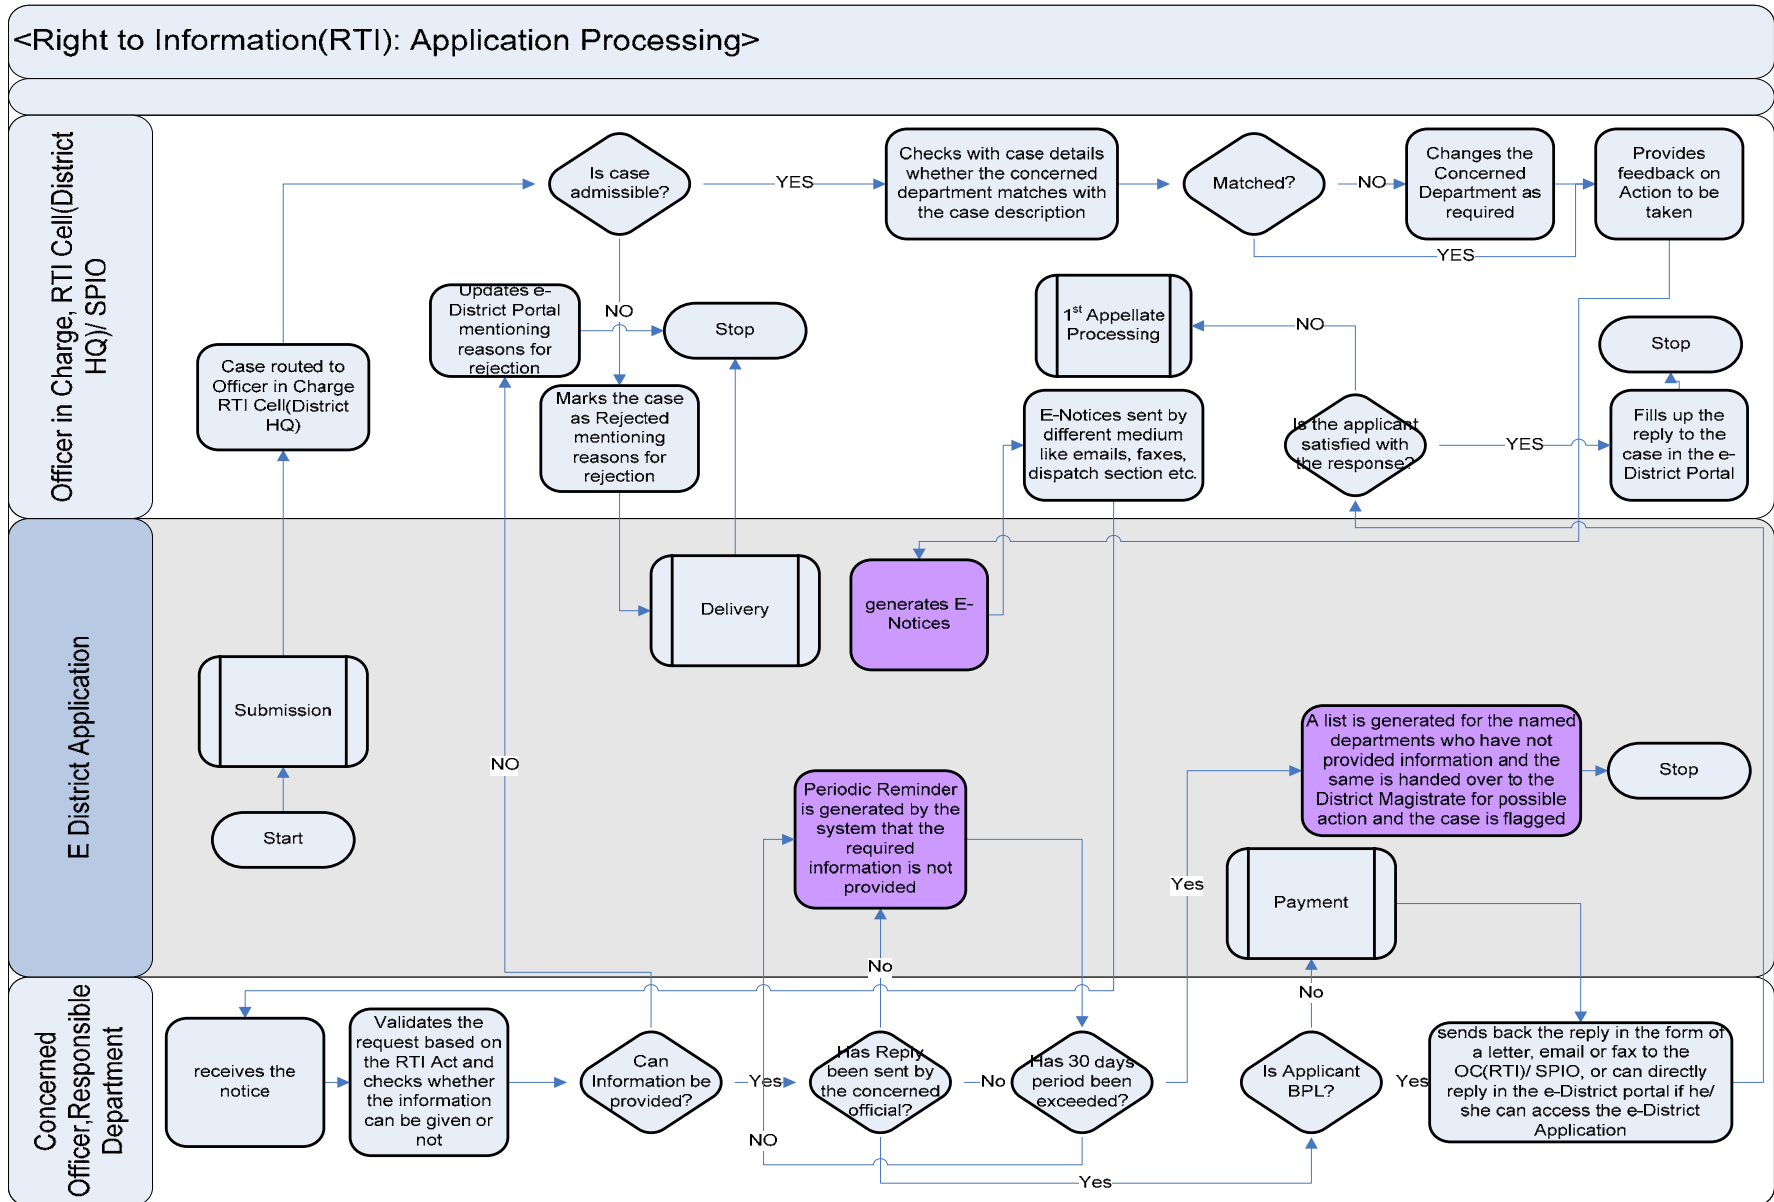 <Right to Information(RTI): Application Processing>
Officer in Charge, RTI Cell(District
HQ)/ SPIO
Is case
admissible?
YES
Checks with case details
whether the concerned
department matches with
the case description
Matched?
NO
Changes the
Concerned
Department as
required
Provides
feedback on
Action to be
taken
YES
NO
Updates e-
District Portal
mentioning
reasons for
rejection
Stop
1st Appellate
Processing
NO
Stop
Case routed to
Officer in Charge
RTI Cell(District
HQ)
Marks the case
as Rejected
mentioning
reasons for
rejection
E-Notices sent by
different medium
like emails, faxes,
dispatch section etc.
Is the applicant
satisfied with
the response?
YES
Fills up the
reply to the
case in the e-
District Portal
E District Application
Delivery
generates E-
Notices
Submission
Start
NO
Periodic Reminder
is generated by the
system that the
required
information is not
provided
A list is generated for the named
departments who have not
provided information and the
same is handed over to the
District Magistrate for possible
action and the case is flagged
Stop
Yes
Payment
No
No
Concerned
Officer,Responsible
Department
receives the
notice
Validates the
request based on
the RTI Act and
checks whether
the information
can be given or
not
Can
Information be
provided?
Yes
Has Reply
been sent by
the concerned
official?
No
Has 30 days
period been
exceeded?
Is Applicant
BPL?
Yes
sends back the reply in the form of
a letter, email or fax to the
OC(RTI)/ SPIO, or can directly
reply in the e-District portal if he/
she can access the e-District
Application
NO
Yes